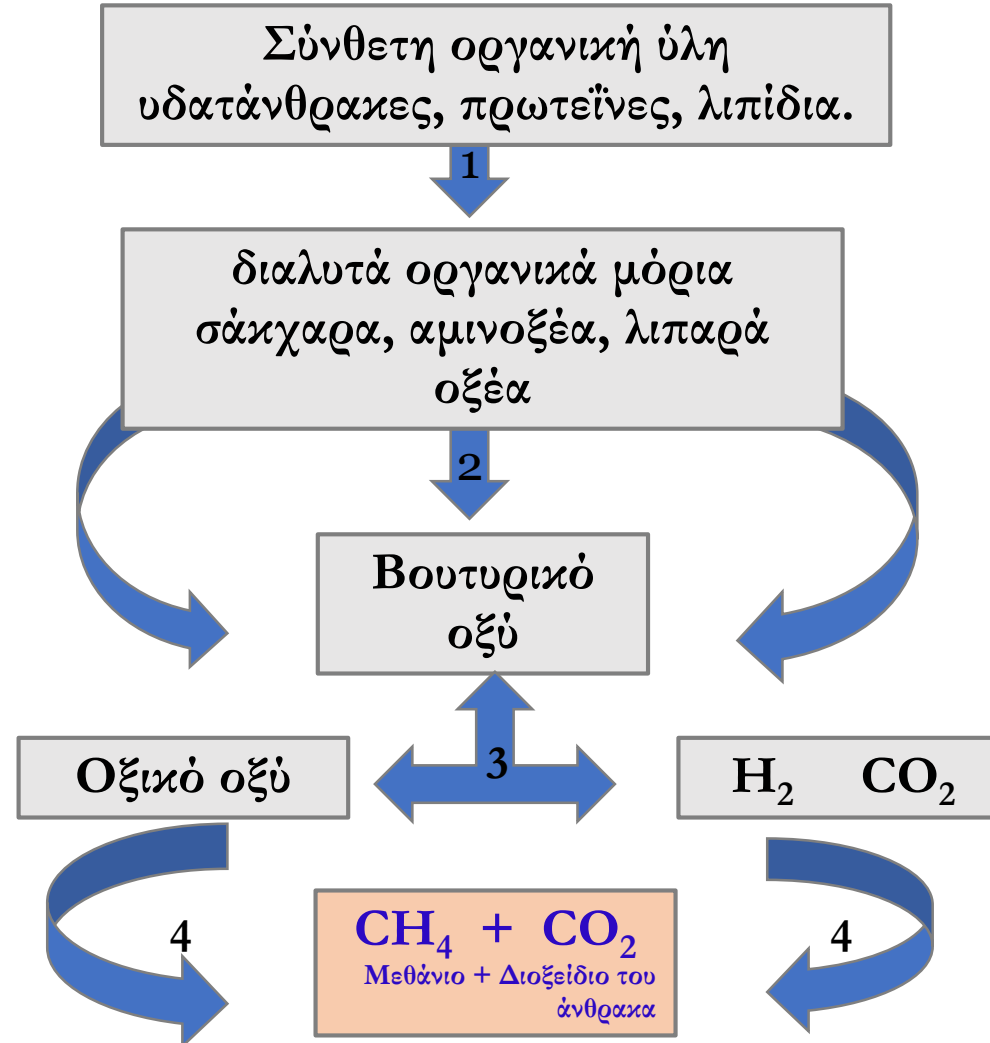 Σύνθετη οργανική ύλη
υδατάνθρακες, πρωτεΐνες, λιπίδια.
1
διαλυτά οργανικά μόρια
σάκχαρα, αμινοξέα, λιπαρά
οξέα
2
Βουτυρικό
οξύ
3
Οξικό οξύ
H₂ CO₂
4
CH₄ + CO₂
Μεθάνιο + Διοξείδιο του
άνθρακα
4